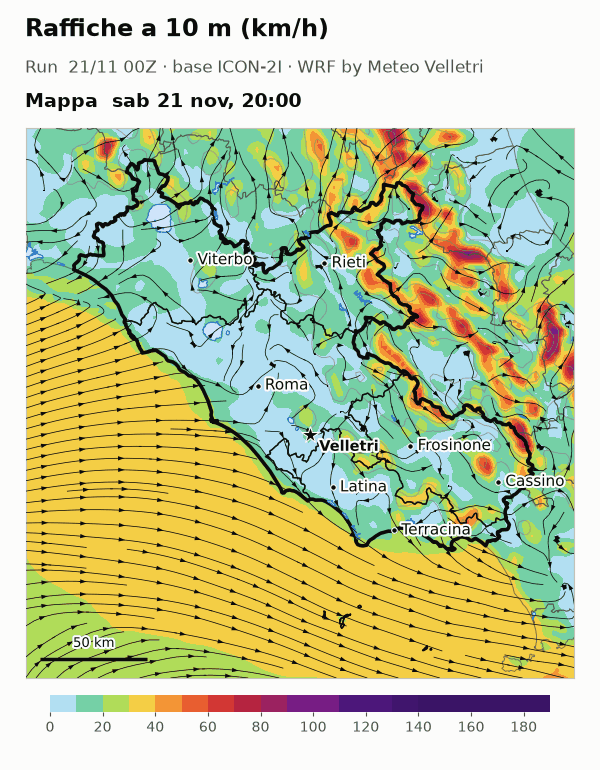 Raffiche a 10 m (km/h)
Run  21/11 00Z · base ICON-2I · WRF by Meteo Velletri
Mappa  sab 21 nov, 20:00
Viterbo
Rieti
Roma
Velletri
Frosinone
Cassino
Latina
Terracina
50 km
0 20 40 60 80 100 120 140 160 180